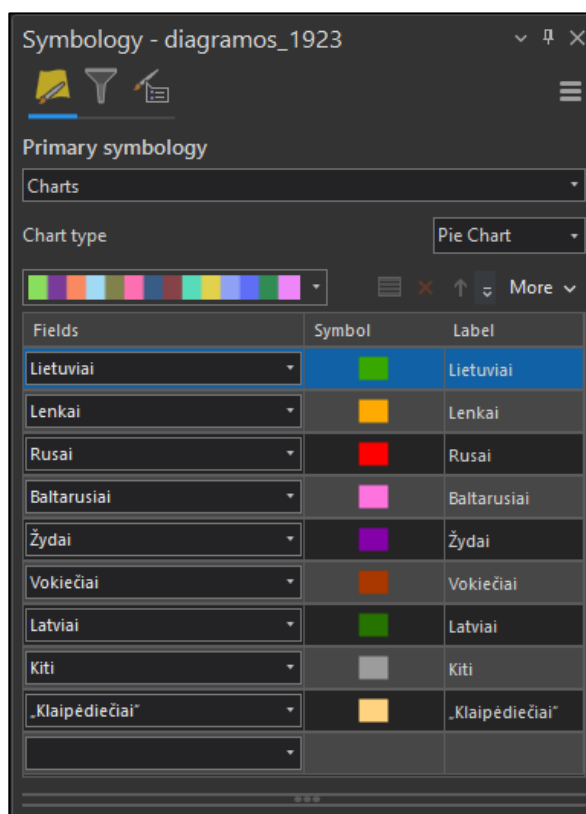 Symbology - diagramos_1923
Primary symbology
Charts
Chart type Pie Chart
More
Fields Symbol Label
Lietuviai Lietuviai
Lenkai Lenkai
Rusai Rusai
Baltarusiai Baltarusiai
Žydai Žydai
Vokiečiai Vokiečiai
Latviai Latviai
Kiti Kiti
„Klaipėdiečiai“ „Klaipėdiečiai“